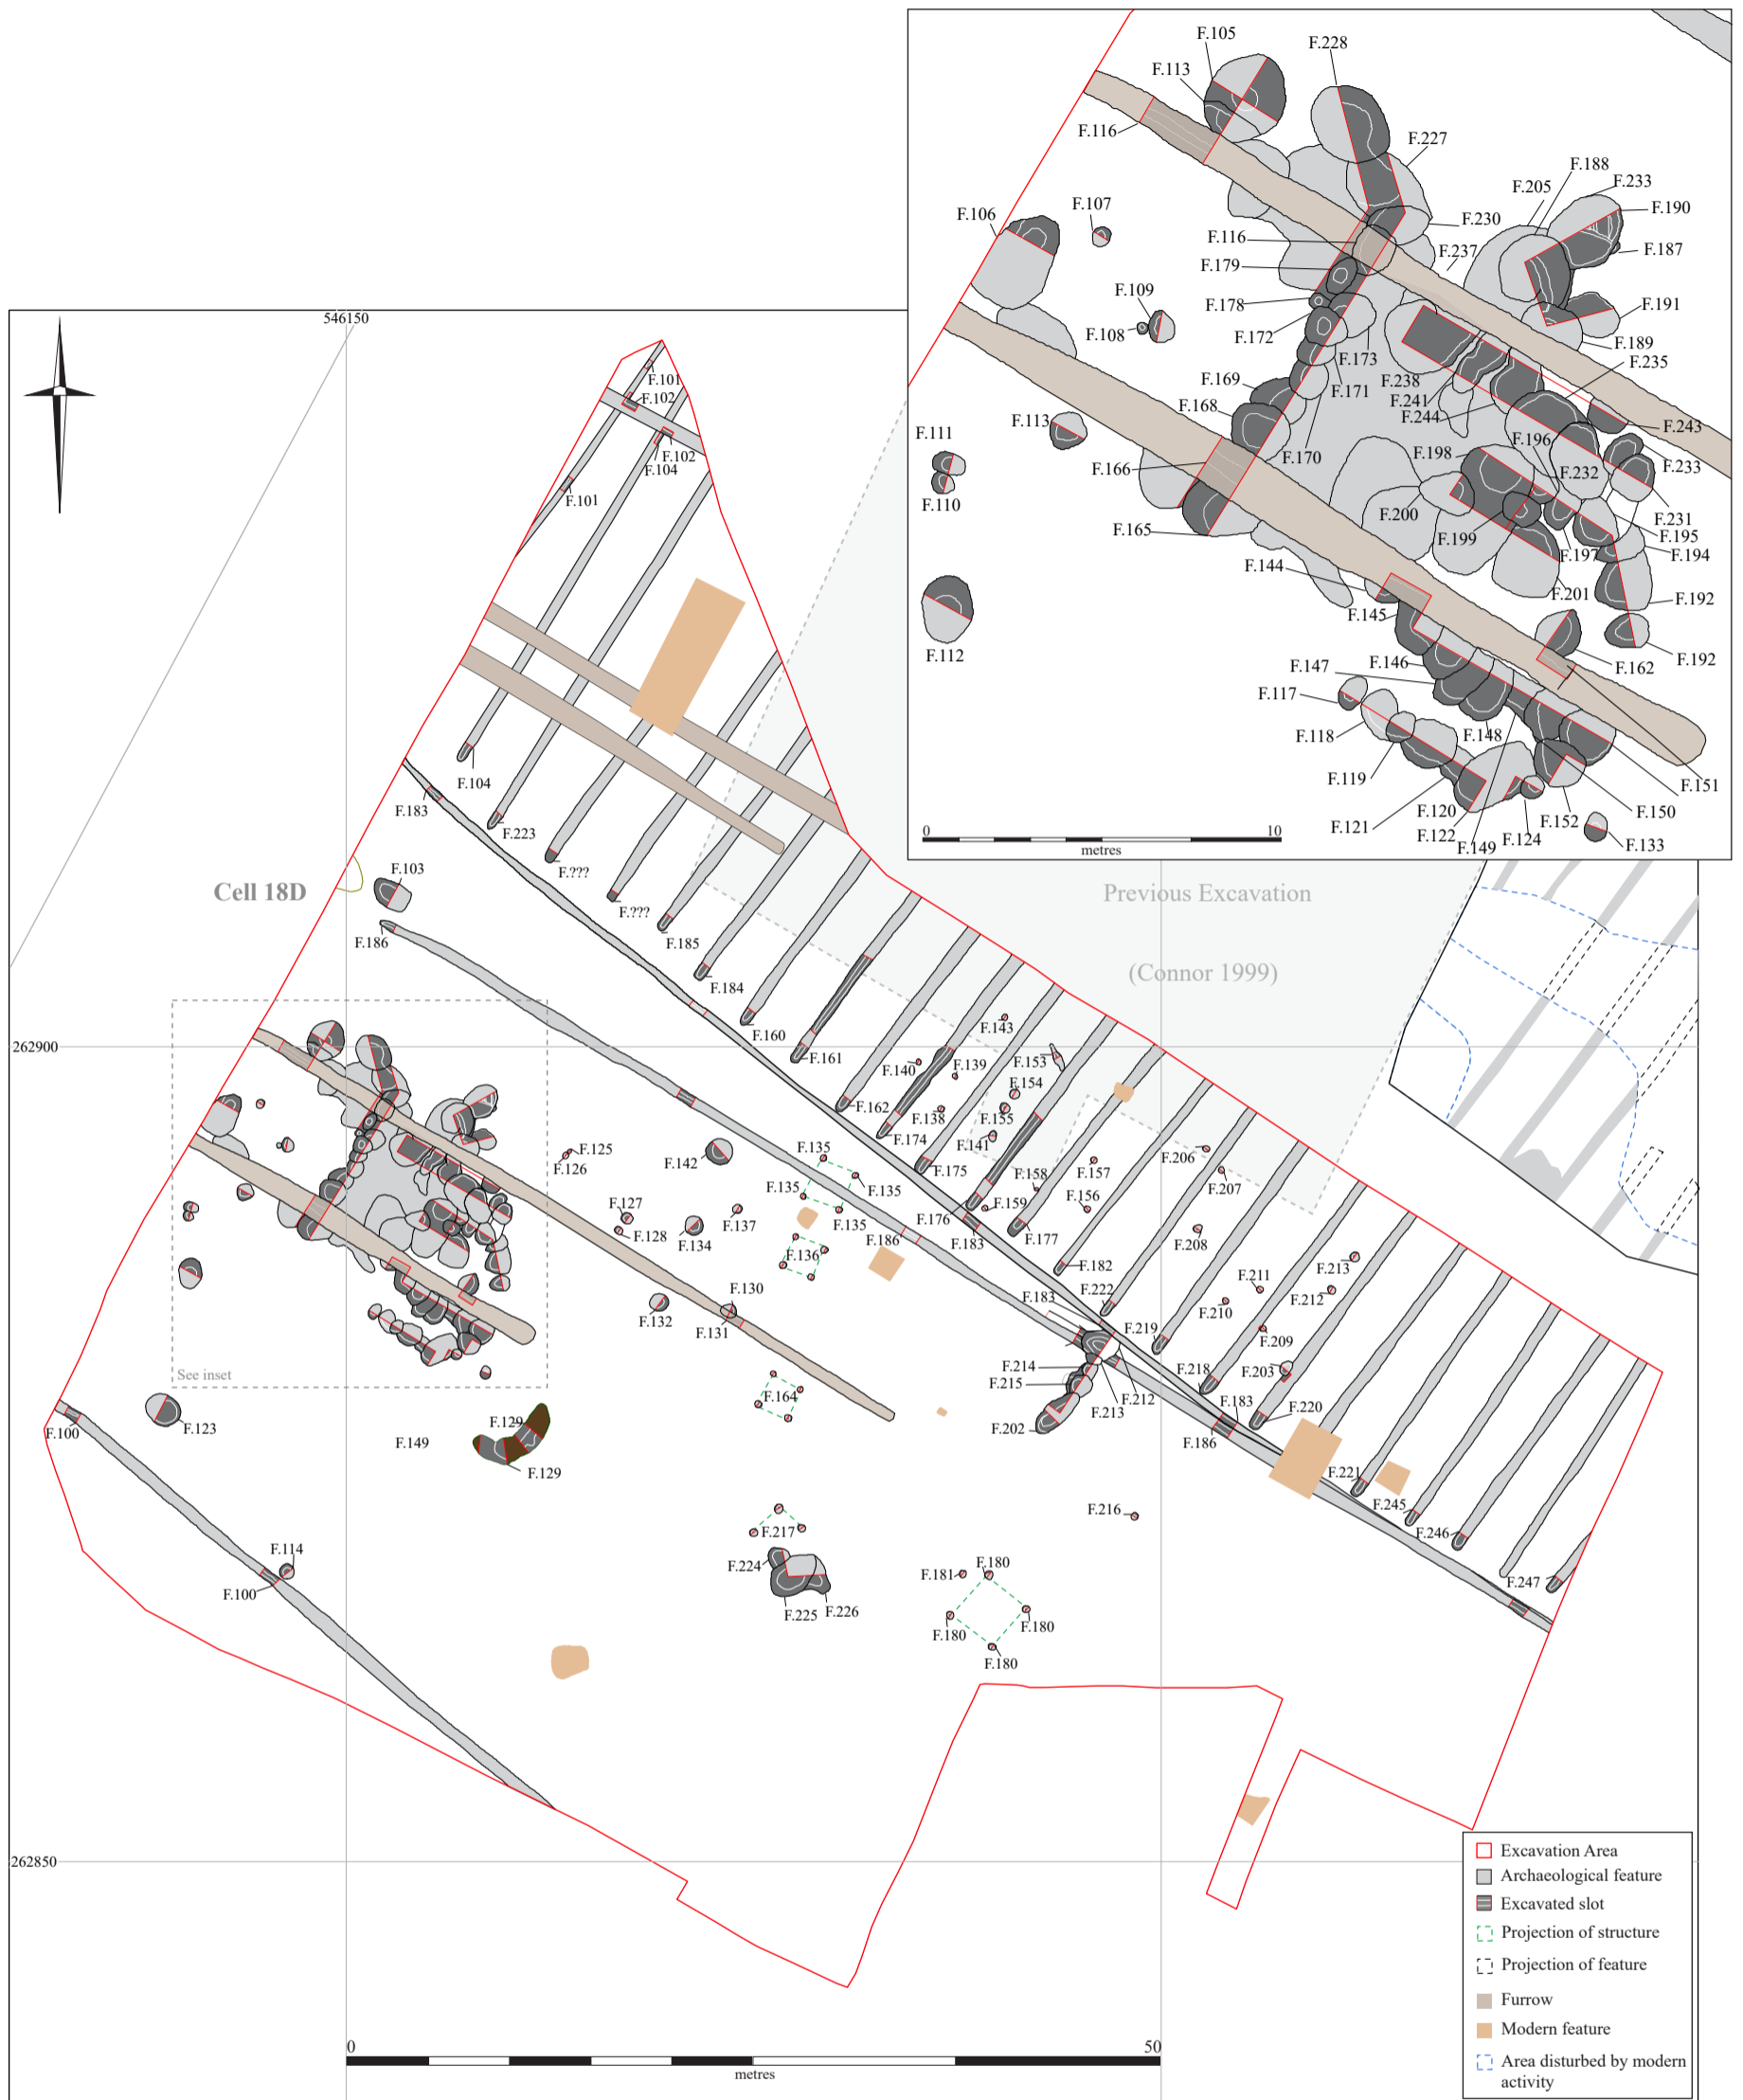 F.105
F.228
F.113
F.116
F.227
F.188
F.205
F.233
F.190
F.106
F.107
F.230
F.116
F.237
F.187
F.179
F.109
F.178
F.191
F.108
F.172
F.173
F.189
F.235
F.169
F.238
F.171
F.241
F.168
F.244
F.113
F.243
F.111
F.196
F.198
F.170
F.233
F.166
F.232
F.110
F.200
F.231
F.165
F.199
F.195
F.197
F.194
F.144
F.201
F.192
F.145
F.112
F.162
F.192
F.147
F.146
F.117
F.118
F.148
F.119
F.151
F.120
F.150
F.121
F.122
F.152
F.149
F.124
F.133
0
10
metres
546150
F.101
F.102
F.102
F.104
F.101
F.104
F.183
F.223
F.???
F.103
Cell 18D
F.???
Previous Excavation
F.186
F.185
(Connor 1999)
F.184
F.160
F.143
262900
F.161
F.140
F.139
F.153
F.154
F.162
F.138
F.155
F.174
F.141
F.125
F.126
F.142
F.135
F.175
F.158
F.157
F.206
F.207
F.135
F.135
F.127
F.137
F.159
F.156
F.128
F.134
F.135
F.176
F.186
F.183
F.177
F.208
F.136
F.182
F.213
F.211
F.130
F.183
F.222
F.212
F.132
F.131
F.210
F.219
F.209
F.214
F.218
F.203
F.215
See inset
F.164
F.212
F.183
F.213
F.220
F.123
F.129
F.202
F.100
F.149
F.186
F.129
F.221
F.245
F.216
F.217
F.246
F.114
F.224
F.181
F.180
F.247
F.100
F.225
F.226
F.180
F.180
F.180
262850
Excavation Area
Archaeological feature
Excavated slot
Projection of structure
Projection of feature
Furrow
Modern feature
Area disturbed by modern
activity
0
50
metres